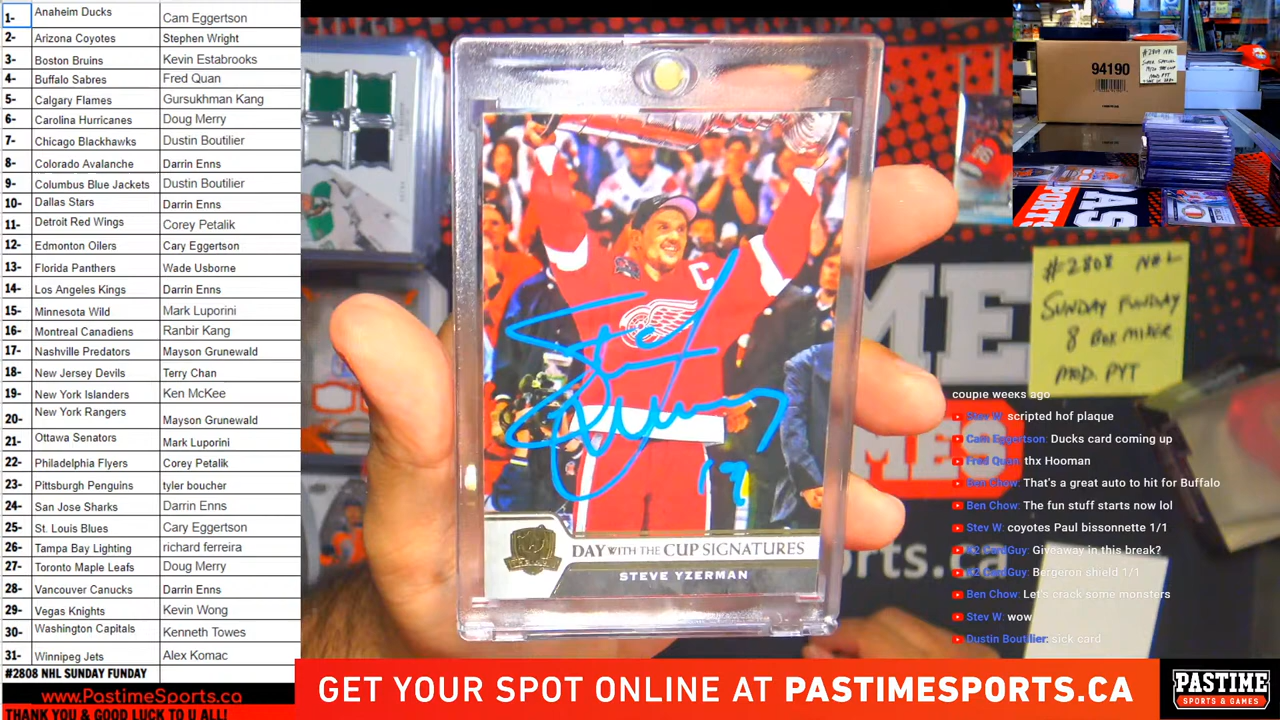 1- Anaheim Ducks Cam Eggertson
2- Arizona Coyotes Stephen Wright
3- Boston Bruins Kevin Estabrooks
4- Buffalo Sabres Fred Quan
5- Calgary Flames Gursukhman Kang
6- Carolina Hurricanes Doug Merry
7- Chicago Blackhawks Dustin Boutilier
8- Colorado Avalanche Darrin Enns
9- Columbus Blue Jackets Dustin Boutilier
10- Dallas Stars Darrin Enns
11- Detroit Red Wings Corey Petalik
12- Edmonton Oilers Cary Eggertson
13- Florida Panthers Wade Usborne
14- Los Angeles Kings Darrin Enns
15- Minnesota Wild Mark Luporini
16- Montreal Canadiens Ranbir Kang
17- Nashville Predators Mayson Grunewald
18- New Jersey Devils Terry Chan
19- New York Islanders Ken McKee
20- New York Rangers Mayson Grunewald
21- Ottawa Senators Mark Luporini
22- Philadelphia Flyers Corey Petalik
23- Pittsburgh Penguins tyler boucher
24- San Jose Sharks Darrin Enns
25- St. Louis Blues Cary Eggertson
26- Tampa Bay Lighting richard ferreira
27- Toronto Maple Leafs Doug Merry
28- Vancouver Canucks Darrin Enns
29- Vegas Knights Kevin Wong
30- Washington Capitals Kenneth Towes
31- Winnipeg Jets Alex Komac
#2808 NHL SUNDAY FUNDAY
www.PastimeSports.ca
THANK YOU & GOOD LUCK TO U ALL!
C
19
DAY WITH THE CUP SIGNATURES
STEVE YZERMAN
94190
#2808 NHL
SUNDAY FUNDAY
8 BOX MIXER
MOD. PYT
couple weeks ago
Stev W: scripted hof plaque
Cam Eggertson: Ducks card coming up
Fred Quan: thx Hooman
Ben Chow: That's a great auto to hit for Buffalo
Ben Chow: The fun stuff starts now lol
Stev W: coyotes Paul bissonnette 1/1
K2 CardGuy: Giveaway in this break?
K2 CardGuy: Bergeron shield 1/1
Ben Chow: Let's crack some monsters
Stev W: wow
Dustin Boutilier: sick card
GET YOUR SPOT ONLINE AT PASTIMESPORTS.CA
PASTIME
SPORTS & GAMES